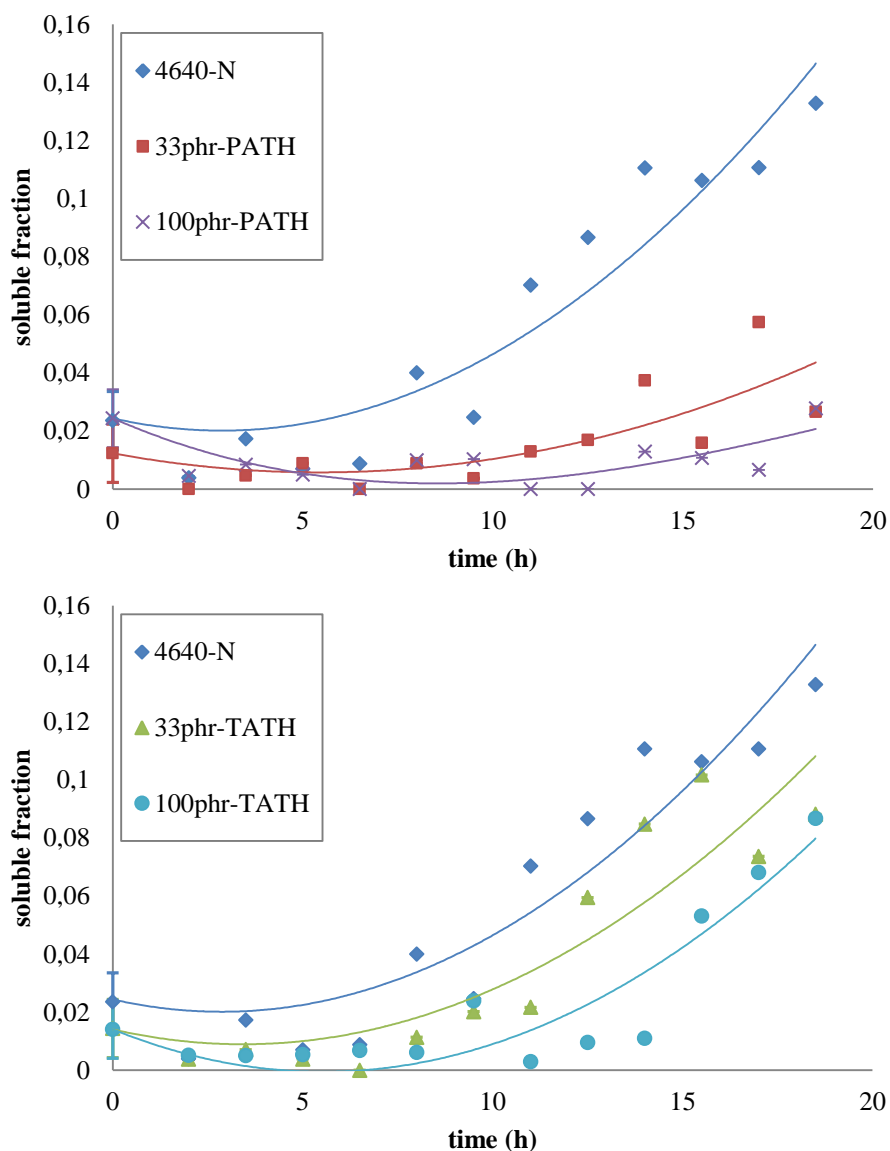 0,16
0,14
0,12
0,1
0,08
0,06
0,04
0,02
0
soluble fraction
4640-N
33phr-PATH
100phr-PATH
0 5 10 15 20
time (h)
0,16
0,14
0,12
0,1
0,08
0,06
0,04
0,02
0
soluble fraction
4640-N
33phr-TATH
100phr-TATH
0 5 10 15 20
time (h)